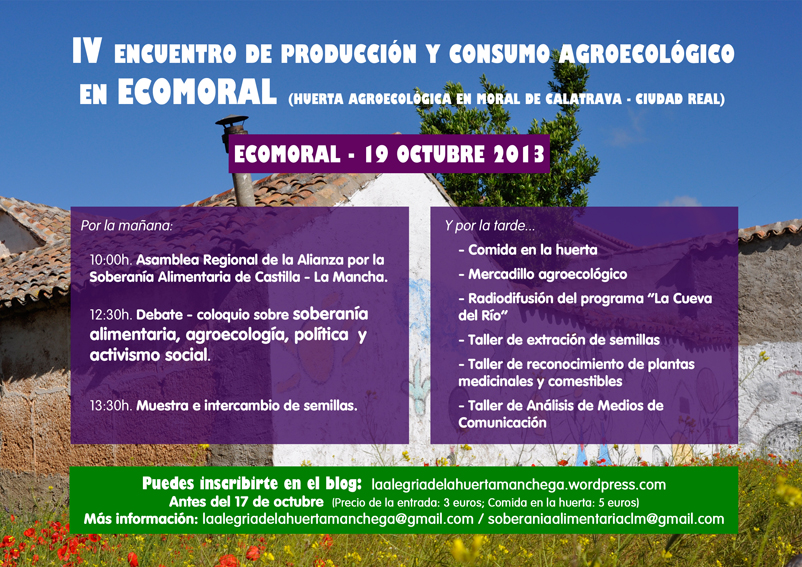 IV ENCUENTRO DE PRODUCCIÓN Y CONSUMO AGROECOLÓGICO
EN ECOMORAL (HUERTA AGROECOLÓGICA EN MORAL DE CALATRAVA - CIUDAD REAL)
ECOMORAL - 19 OCTUBRE 2013
Por la mañana:
10:00h. Asamblea Regional de la Alianza por la
Soberanía Alimentaria de Castilla - La Mancha.
12:30h. Debate - coloquio sobre soberanía
alimentaria, agroecología, política y
activismo social.
13:30h. Muestra e intercambio de semillas.
Y por la tarde...
- Comida en la huerta
- Mercadillo agroecológico
- Radiodifusión del programa "La Cueva
del Río"
- Taller de extración de semillas
- Taller de reconocimiento de plantas
medicinales y comestibles
- Taller de Análisis de Medios de
Comunicación
Puedes inscribirte en el blog: laalegriadelahuertamanchega.wordpress.com
Antes del 17 de octubre (Precio de la entrada: 3 euros; Comida en la huerta: 5 euros)
Más información: laalegriadelahuertamanchega@gmail.com / soberaniaalimentariaclm@gmail.com